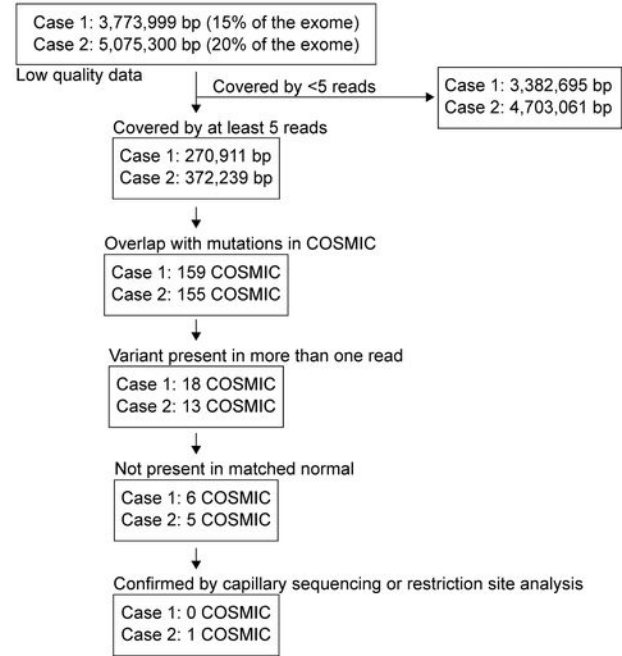 Case 1: 3,773,999 bp (15% of the exome)
Case 2: 5,075,300 bp (20% of the exome)
Low quality data
Covered by <5 reads
Case 1: 3,382,695 bp
Case 2: 4,703,061 bp
Covered by at least 5 reads
Case 1: 270,911 bp
Case 2: 372,239 bp
Overlap with mutations in COSMIC
Case 1: 159 COSMIC
Case 2: 155 COSMIC
Variant present in more than one read
Case 1: 18 COSMIC
Case 2: 13 COSMIC
Not present in matched normal
Case 1: 6 COSMIC
Case 2: 5 COSMIC
Confirmed by capillary sequencing or restriction site analysis
Case 1: 0 COSMIC
Case 2: 1 COSMIC